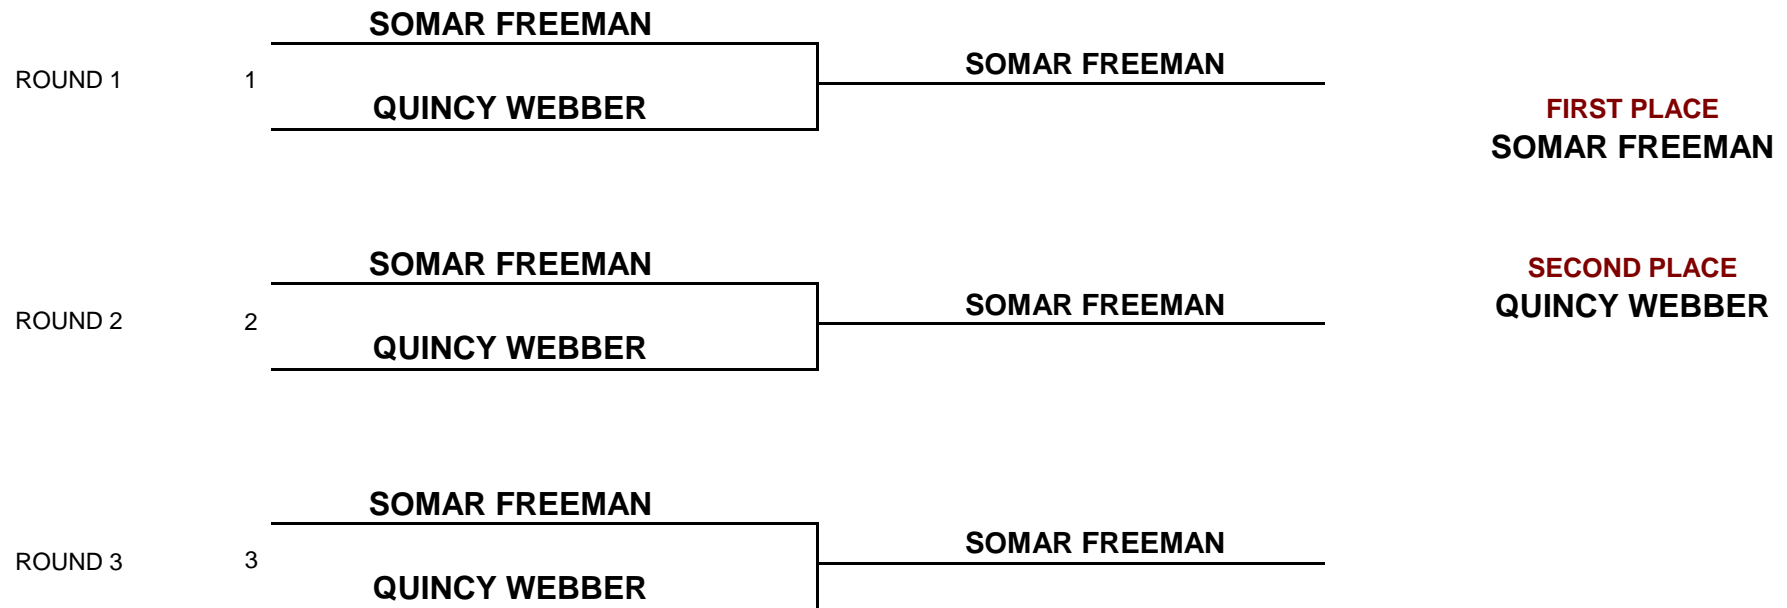 SOMAR FREEMAN
ROUND 1
1
SOMAR FREEMAN
QUINCY WEBBER
FIRST PLACE
SOMAR FREEMAN
SOMAR FREEMAN
ROUND 2
2
SOMAR FREEMAN
QUINCY WEBBER
SECOND PLACE
QUINCY WEBBER
SOMAR FREEMAN
ROUND 3
3
SOMAR FREEMAN
QUINCY WEBBER